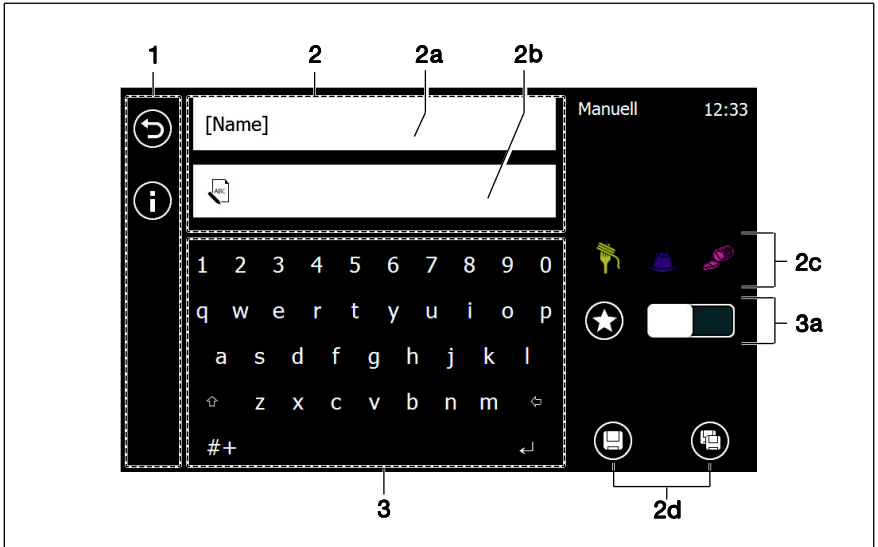 1 2 2a 2b
[Name]
Manuell 12:33
ABC
i
2c
1 2 3 4 5 6 7 8 9 0
q w e r t y u i o p
3a
a s d f g h j k l
z x c v b n m
#+
3 2d